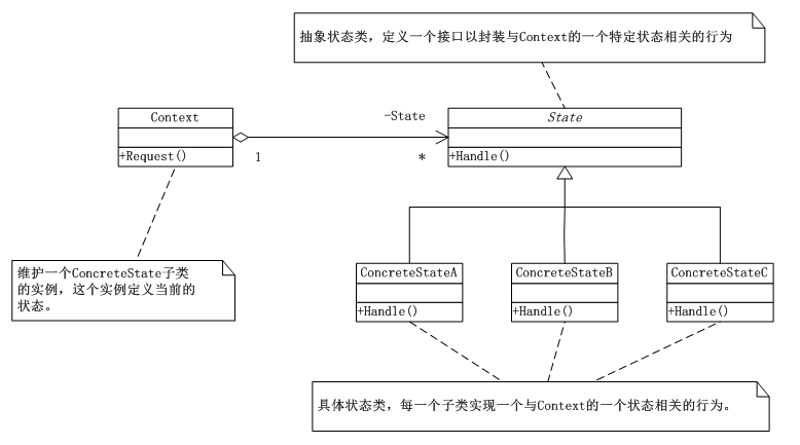 抽象状态类，定义一个接口以封装与Context的一个特定状态相关的行为
Context
-State
State
+Request()
1
*
+Handle()
维护一个ConcreteState子类
的实例，这个实例定义当前的
状态。
ConcreteStateA
ConcreteStateB
ConcreteStateC
+Handle()
+Handle()
+Handle()
具体状态类，每一个子类实现一个与Context的一个状态相关的行为。